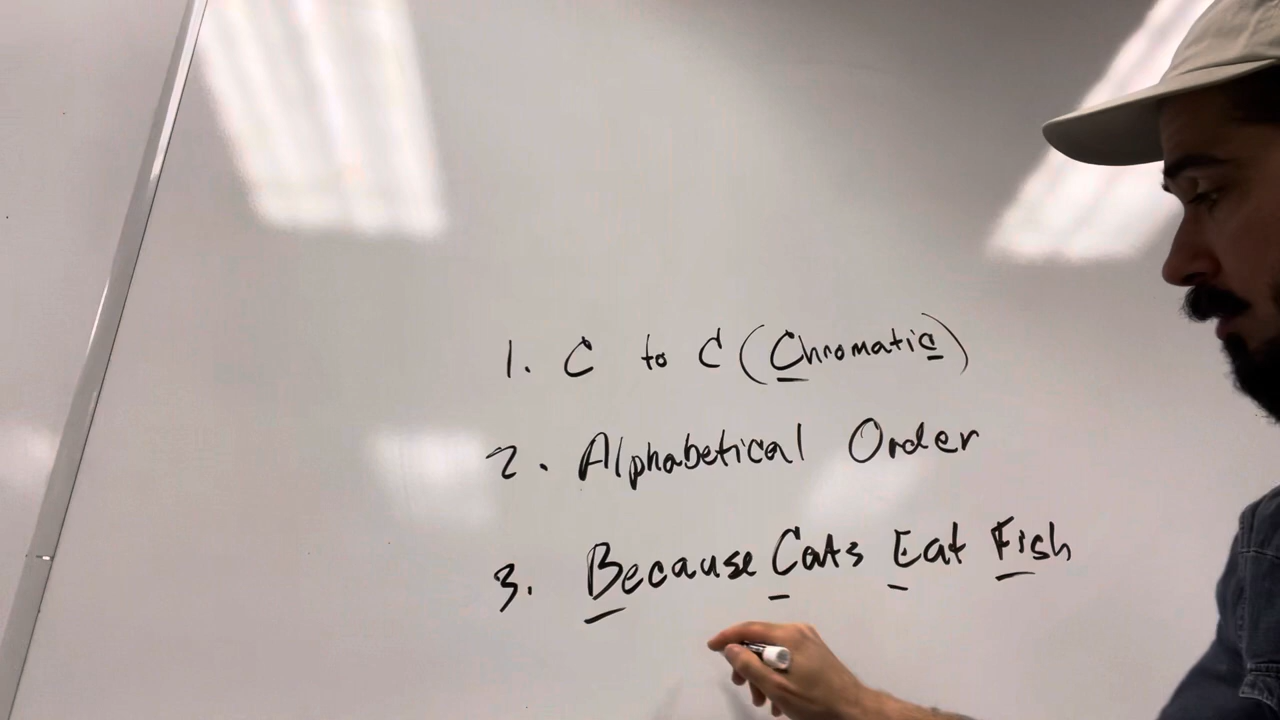 1. C to C (Chromatic)
2. Alphabetical Order
3. Because Cats Eat Fish